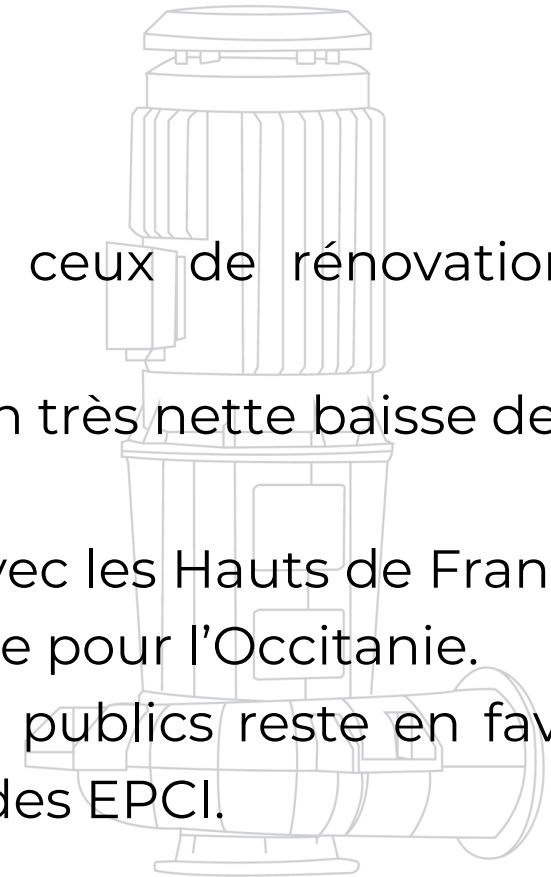 ceux de rénovation
très nette baisse de
les Hauts de Fran
pour l’Occitanie.
publics reste en fav
des EPCI.